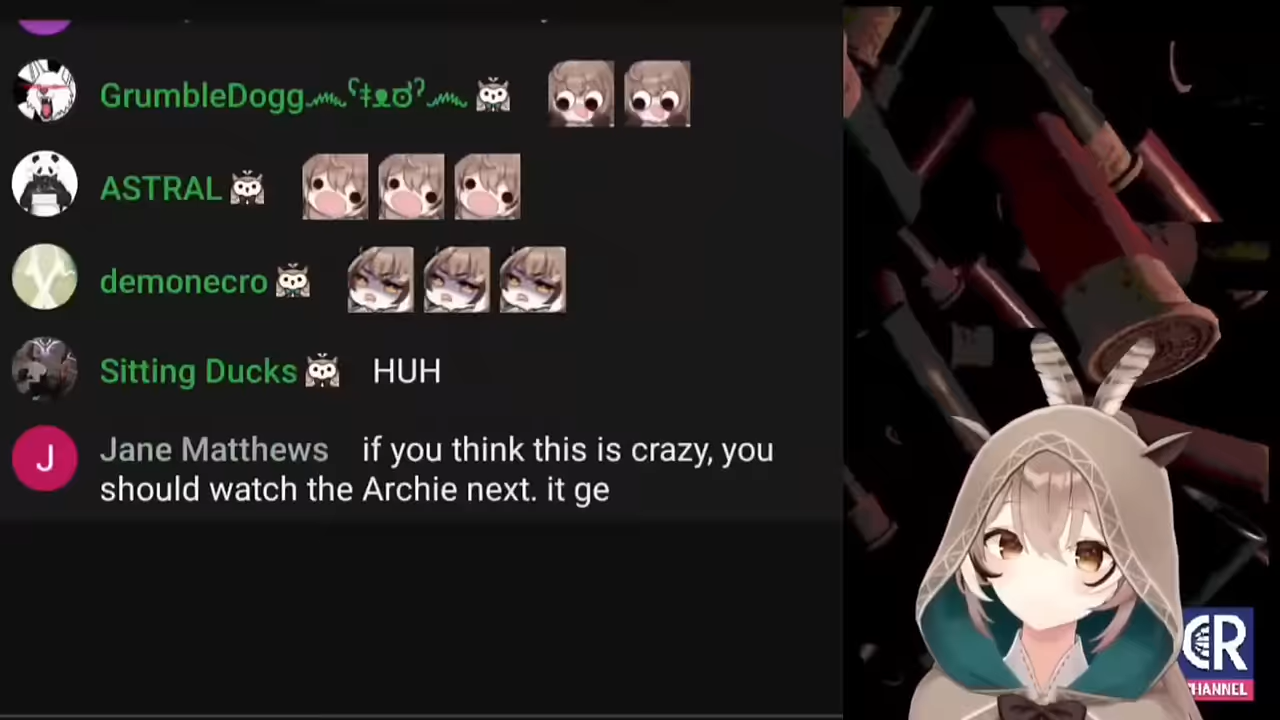 GrumbleDogg
ASTRAL
demonecro
Sitting Ducks HUH
J
Jane Matthews if you think this is crazy, you
should watch the Archie next. it ge
CR
CHANNEL